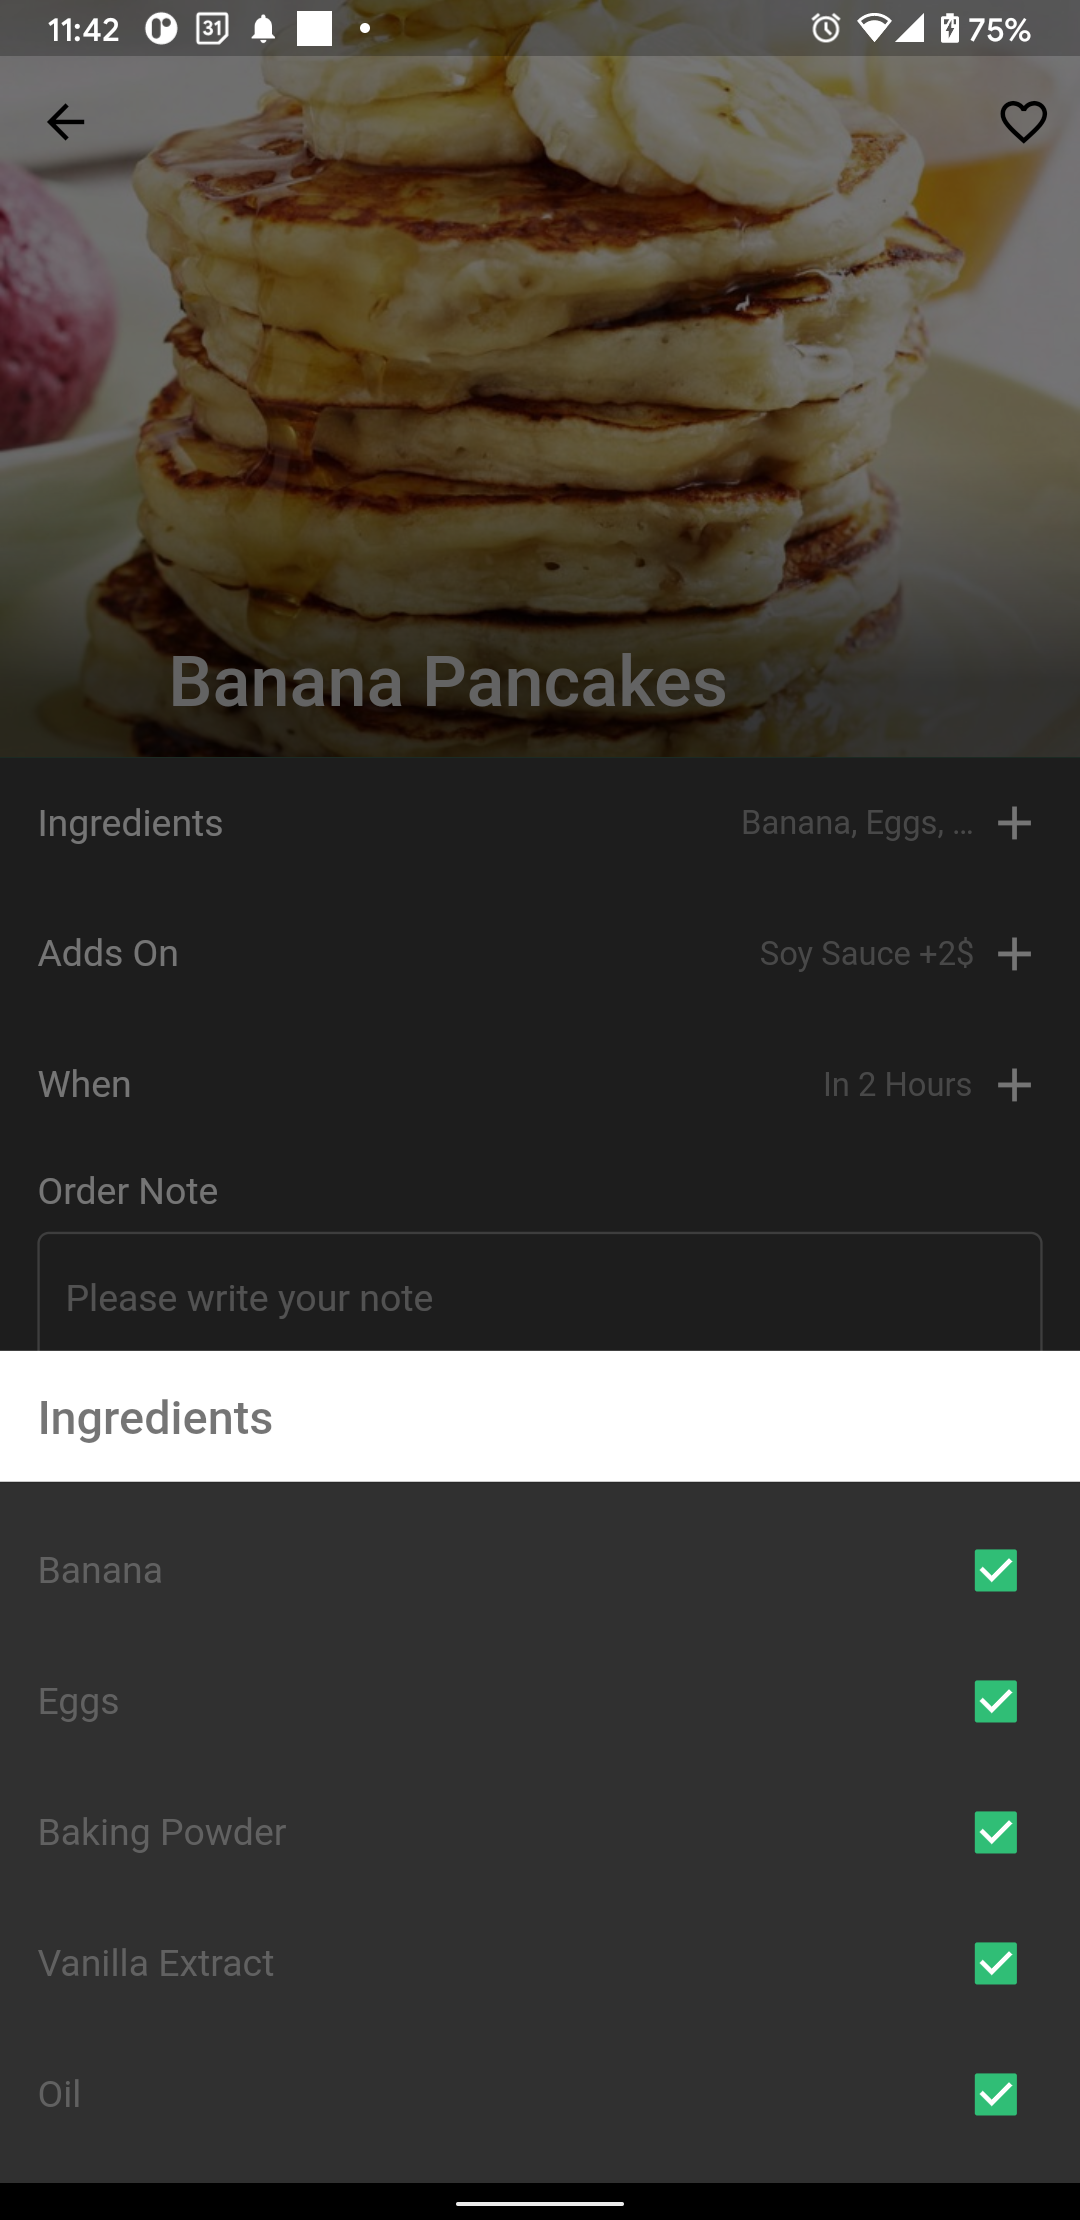 11:42 31 75%
Banana Pancakes
Ingredients Banana, Eggs, ...
Adds On Soy Sauce +2$
When In 2 Hours
Order Note
Please write your note
Ingredients
Banana
Eggs
Baking Powder
Vanilla Extract
Oil